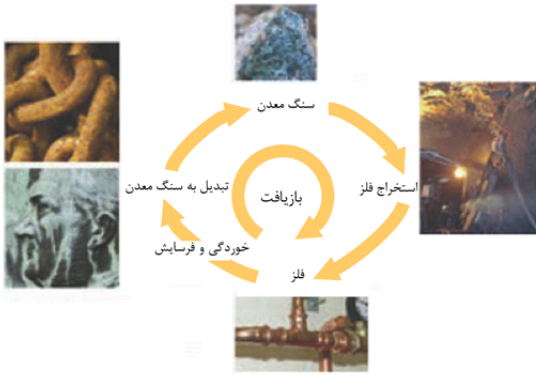 سنگ معدن
استخراج فلز
تبدیل به سنگ معدن
بازیافت
خوردگی و فرسایش
فلز